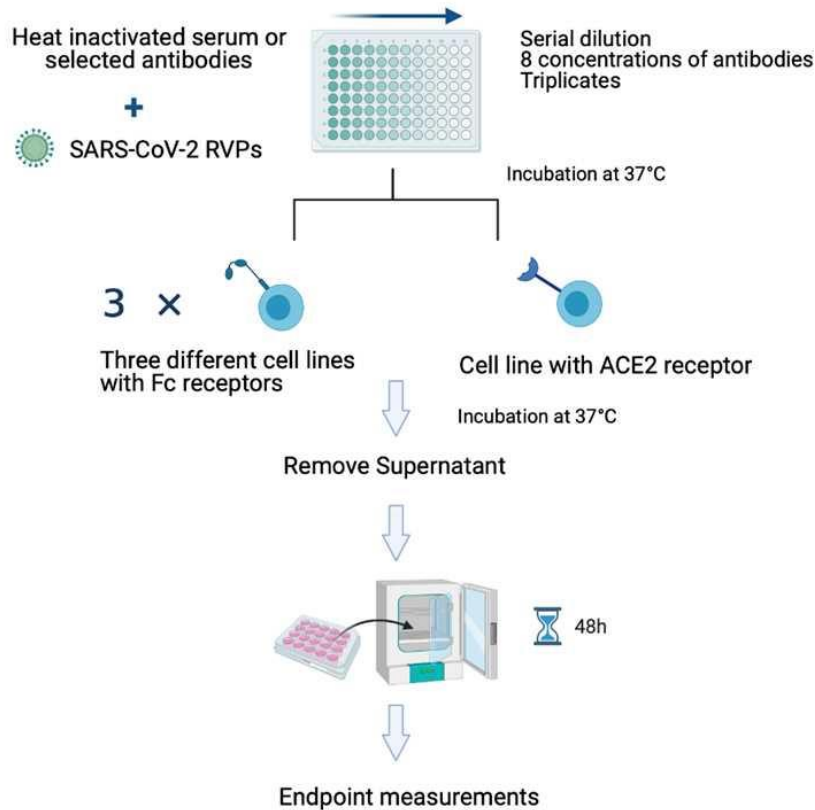 Heat inactivated serum or
selected antibodies
+
SARS-CoV-2 RVPs
Serial dilution
8 concentrations of antibodies
Triplicates
Incubation at 37°C
3 ×
Three different cell lines
with Fc receptors
Cell line with ACE2 receptor
Incubation at 37°C
Remove Supernatant
48h
Endpoint measurements